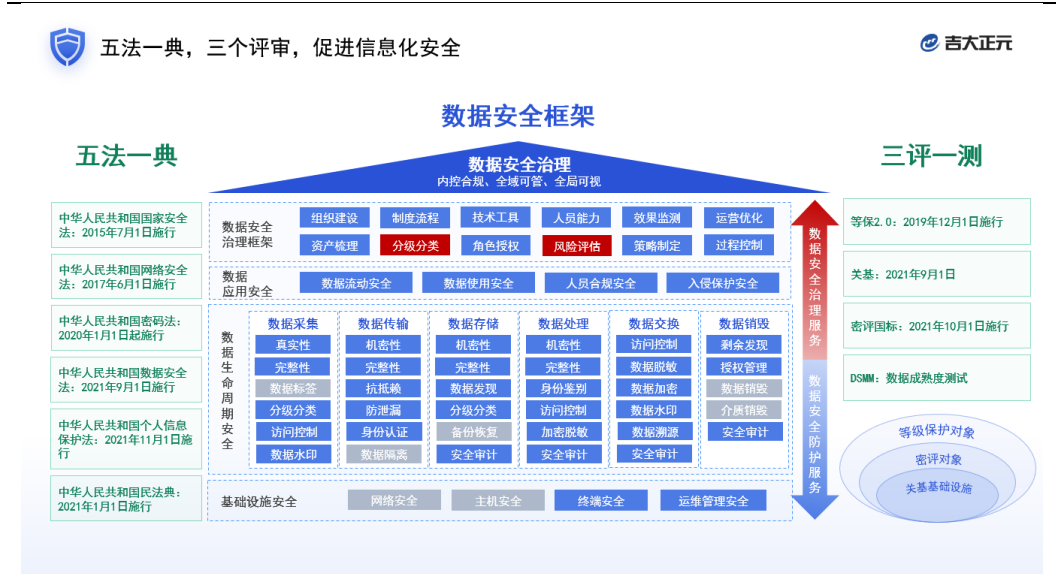 五法一典，三个评审，促进信息化安全
吉大正元
数据安全框架
五法一典
三评一测
数据安全治理
内控合规、全域可答、全局可视
中华人民共和国国家安全
法：2015年7月1日施行
中华人民共和国网络安全
法：2017年6月1日施行
中华人民共和国密码法：
2020年1月1日起施行
中华人民共和国数据安全
法：2021年9月1日施行
中华人民共和国个人信息
保护法：2021年11月1日施
行
中华人民共和国民法典：
2021年1月1日施行
数据安全
治理框架
组织建设 制度流程 技术工具 人员能力 效果监测 运营优化
资产梳理 分级分类 角色授权 风险评估 策略制定 过程控制
数据
应用安全
数据流动安全 数据使用安全 人员合规安全 入侵保护安全
数据生命周期安全
数据采集 数据传输 数据存储 数据处理 数据交换 数据销毁
真实性 机密性 机密性 机密性 访问控制 剩余发现
完整性 完整性 完整性 完整性 数据脱敏 授权管理
数据标签 抗抵赖 数据发现 身份鉴别 数据加密 数据销毁
分级分类 防泄漏 分级分类 访问控制 数据水印 介质销毁
访问控制 身份认证 备份恢复 加密脱敏 数据溯源 安全审计
数据水印 数据隔离 安全审计 安全审计 安全审计
基础设施安全 网络安全 主机安全 终端安全 运维管理安全
数据安全治理服务
数据安全防护服务
等保2.0：2019年12月1日施行
关基：2021年9月1日
密评国标：2021年10月1日施行
DSMM：数据成熟度测试
等级保护对象
密评对象
关基基础设施